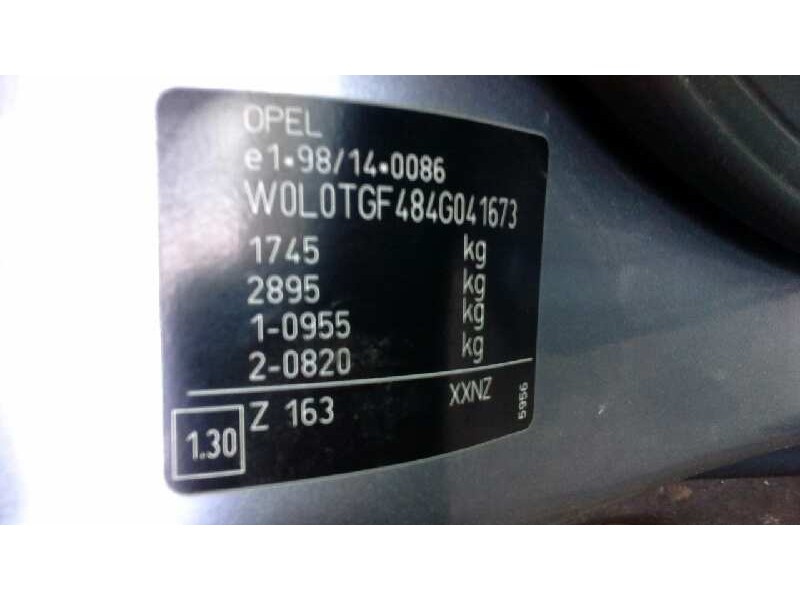 OPEL
e1•98/14•0086
W0L0TGF484G041673
1745 kg
2895 kg
1-0955 kg
2-0820 kg
1.30 Z 163 XXNZ 5956